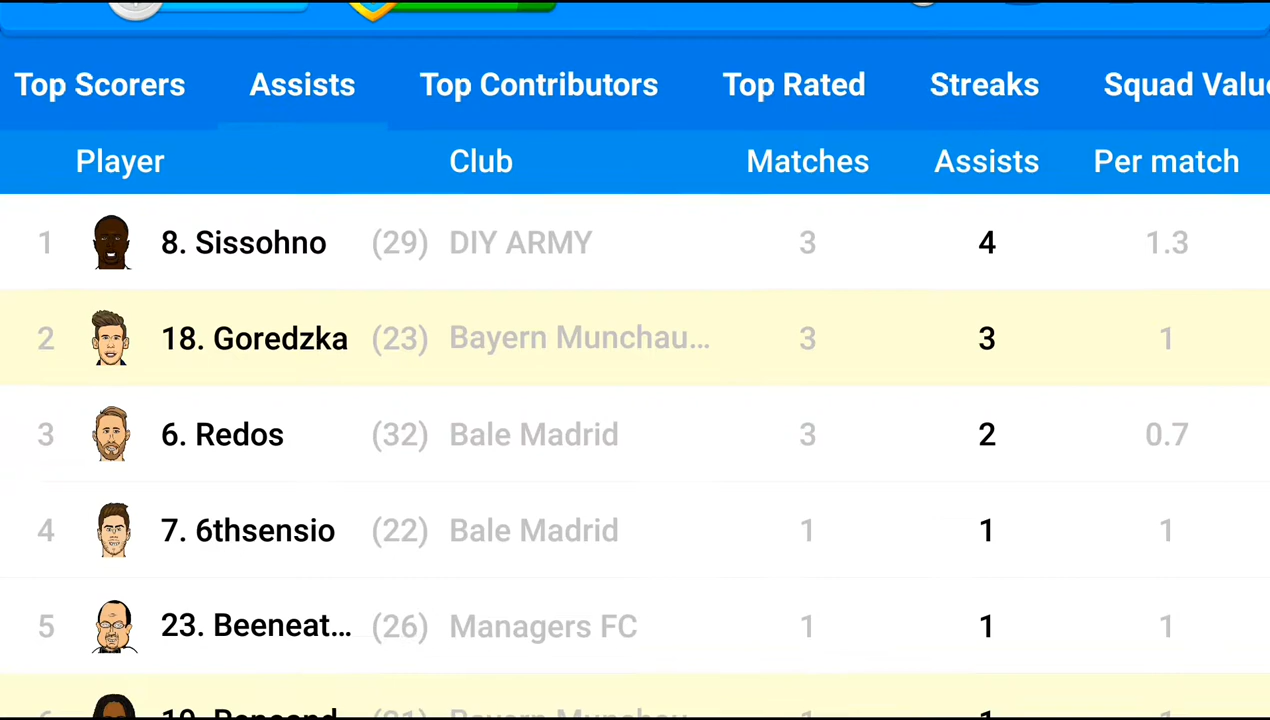 Top Scorers Assists Top Contributors Top Rated Streaks Squad Value
Player Club Matches Assists Per match
1 8. Sissohno (29) DIY ARMY 3 4 1.3
2 18. Goredzka (23) Bayern Munchau... 3 3 1
3 6. Redos (32) Bale Madrid 3 2 0.7
4 7. 6thsensio (22) Bale Madrid 1 1 1
5 23. Beeneat... (26) Managers FC 1 1 1